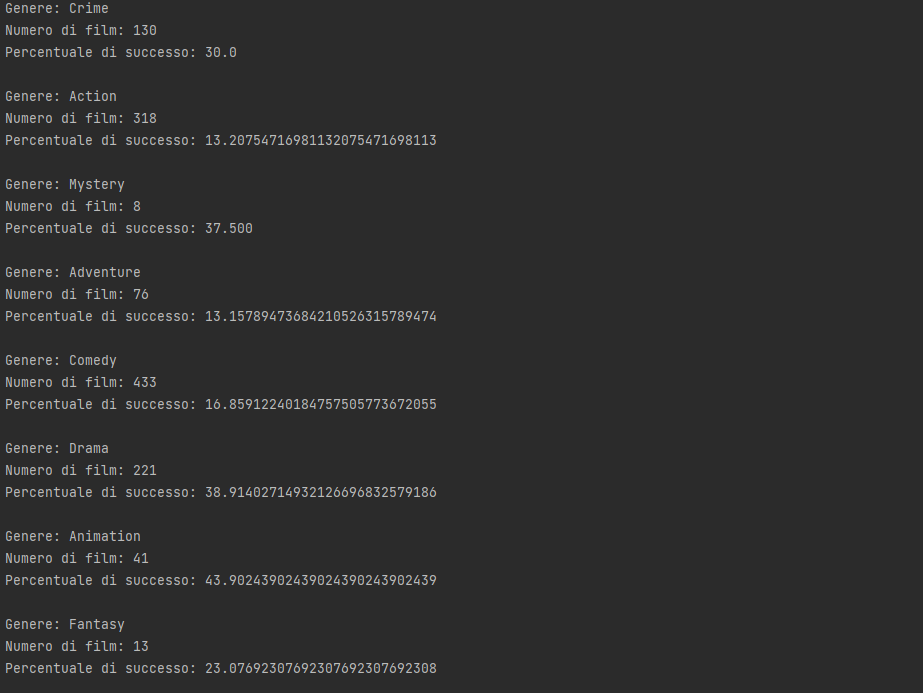 Genere: Crime
Numero di film: 130
Percentuale di successo: 30.0
Genere: Action
Numero di film: 318
Percentuale di successo: 13.20754716981132075471698113
Genere: Mystery
Numero di film: 8
Percentuale di successo: 37.500
Genere: Adventure
Numero di film: 76
Percentuale di successo: 13.15789473684210526315789474
Genere: Comedy
Numero di film: 433
Percentuale di successo: 16.85912240184757505773672055
Genere: Drama
Numero di film: 221
Percentuale di successo: 38.91402714932126696832579186
Genere: Animation
Numero di film: 41
Percentuale di successo: 43.90243902439024390243902439
Genere: Fantasy
Numero di film: 13
Percentuale di successo: 23.07692307692307692307692308